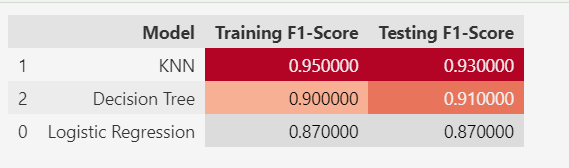 Model Training F1-Score Testing F1-Score
1 KNN 0.950000 0.930000
2 Decision Tree 0.900000 0.910000
0 Logistic Regression 0.870000 0.870000